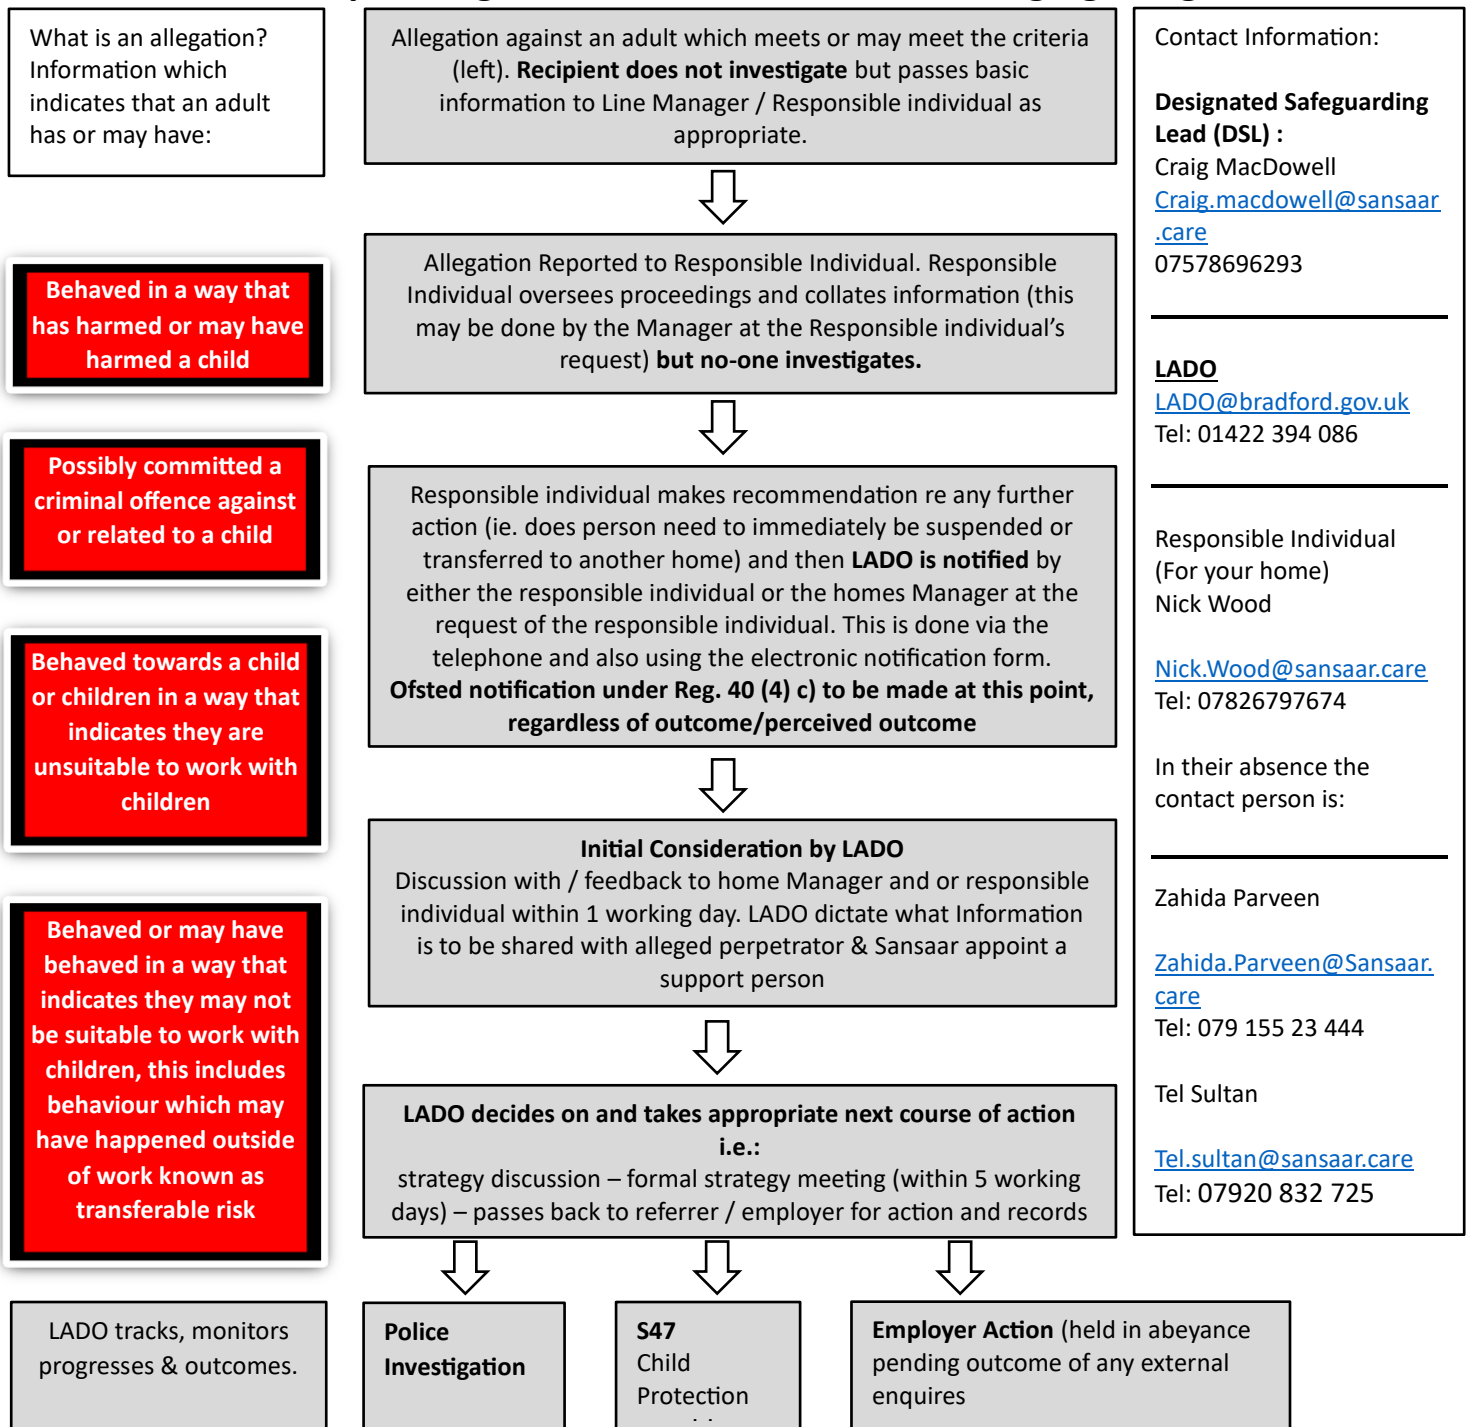 What is an allegation?
Information which
indicates that an adult
has or may have:
Behaved in a way that
has harmed or may have
harmed a child
Possibly committed a
criminal offence against
or related to a child
Behaved towards a child
or children in a way that
indicates they are
unsuitable to work with
children
Behaved or may have
behaved in a way that
indicates they may not
be suitable to work with
children, this includes
behaviour which may
have happened outside
of work known as
transferable risk
LADO tracks, monitors
progresses & outcomes.
Allegation against an adult which meets or may meet the criteria
(left). Recipient does not investigate but passes basic
information to Line Manager / Responsible individual as
appropriate.
Allegation Reported to Responsible Individual. Responsible
Individual oversees proceedings and collates information (this
may be done by the Manager at the Responsible individual's
request) but no-one investigates.
Responsible individual makes recommendation re any further
action (ie. does person need to immediately be suspended or
transferred to another home) and then LADO is notified by
either the responsible individual or the homes Manager at the
request of the responsible individual. This is done via the
telephone and also using the electronic notification form.
Ofsted notification under Reg. 40 (4) c) to be made at this point,
regardless of outcome/perceived outcome
Initial Consideration by LADO
Discussion with / feedback to home Manager and or responsible
individual within 1 working day. LADO dictate what Information
is to be shared with alleged perpetrator & Sansaar appoint a
support person
LADO decides on and takes appropriate next course of action
i.e.:
strategy discussion – formal strategy meeting (within 5 working
days) – passes back to referrer / employer for action and records
Police
Investigation
S47
Child
Protection
Employer Action (held in abeyance
pending outcome of any external
enquires
Contact Information:
Designated Safeguarding
Lead (DSL) :
Craig MacDowell
Craig.macdowell@sansaar
.care
07578696293
LADO
LADO@bradford.gov.uk
Tel: 01422 394 086
Responsible Individual
(For your home)
Nick Wood
Nick.Wood@sansaar.care
Tel: 07826797674
In their absence the
contact person is:
Zahida Parveen
Zahida.Parveen@Sansaar.
care
Tel: 079 155 23 444
Tel Sultan
Tel.sultan@sansaar.care
Tel: 07920 832 725